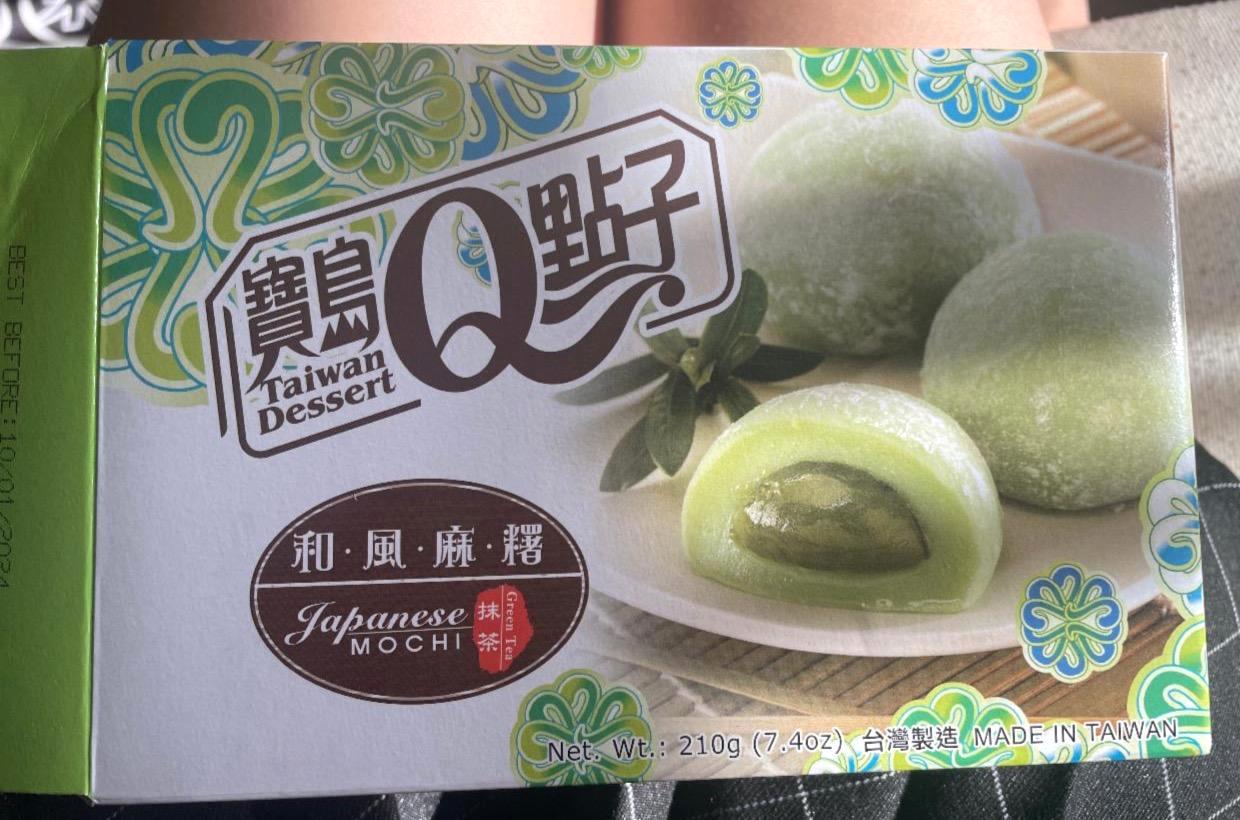 寶島Q點子
Taiwan
Dessert
和·風·麻·糬
Japanese
MOCHI
抹茶
Green Tea
Net. Wt.: 210g (7.4oz) 台灣製造 MADE IN TAIWAN
BEST BEFORE:10/01/2024